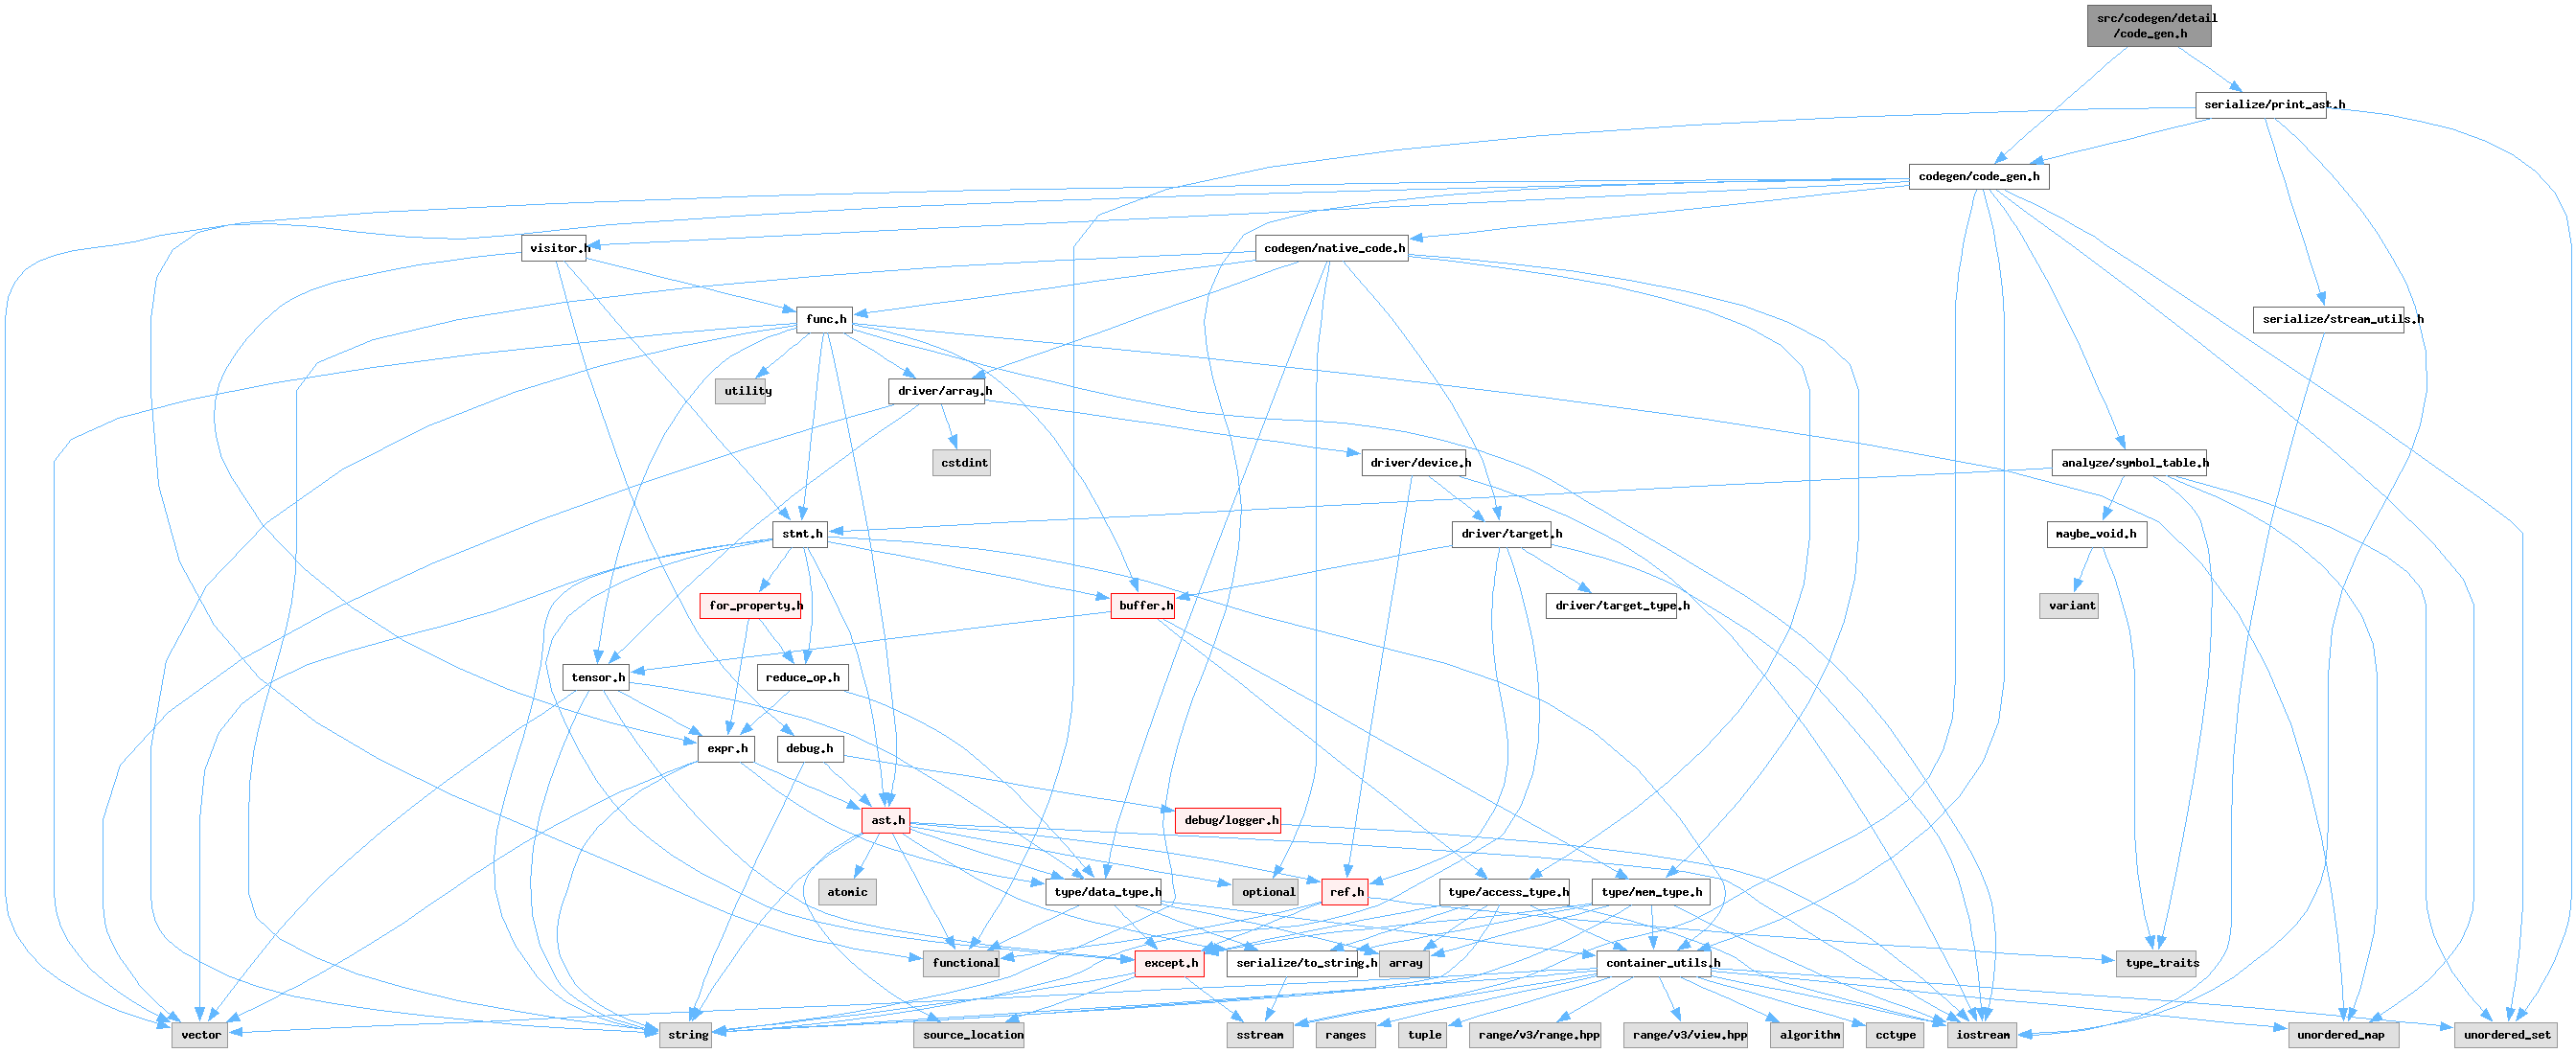 src/codegen/detail
/code_gen.h
serialize/print_ast.h
codegen/code_gen.h
visitor.h
codegen/native_code.h
func.h
serialize/stream_utils.h
utility
driver/array.h
cstdint
driver/device.h
analyze/symbol_table.h
stmt.h
driver/target.h
maybe_void.h
for_property.h
buffer.h
driver/target_type.h
variant
tensor.h
reduce_op.h
expr.h
debug.h
ast.h
debug/logger.h
atomic
type/data_type.h
optional
ref.h
type/access_type.h
type/mem_type.h
functional
except.h
serialize/to_string.h
array
container_utils.h
type_traits
vector
string
source_location
sstream
ranges
tuple
range/v3/range.hpp
range/v3/view.hpp
algorithm
cctype
iostream
unordered_map
unordered_set